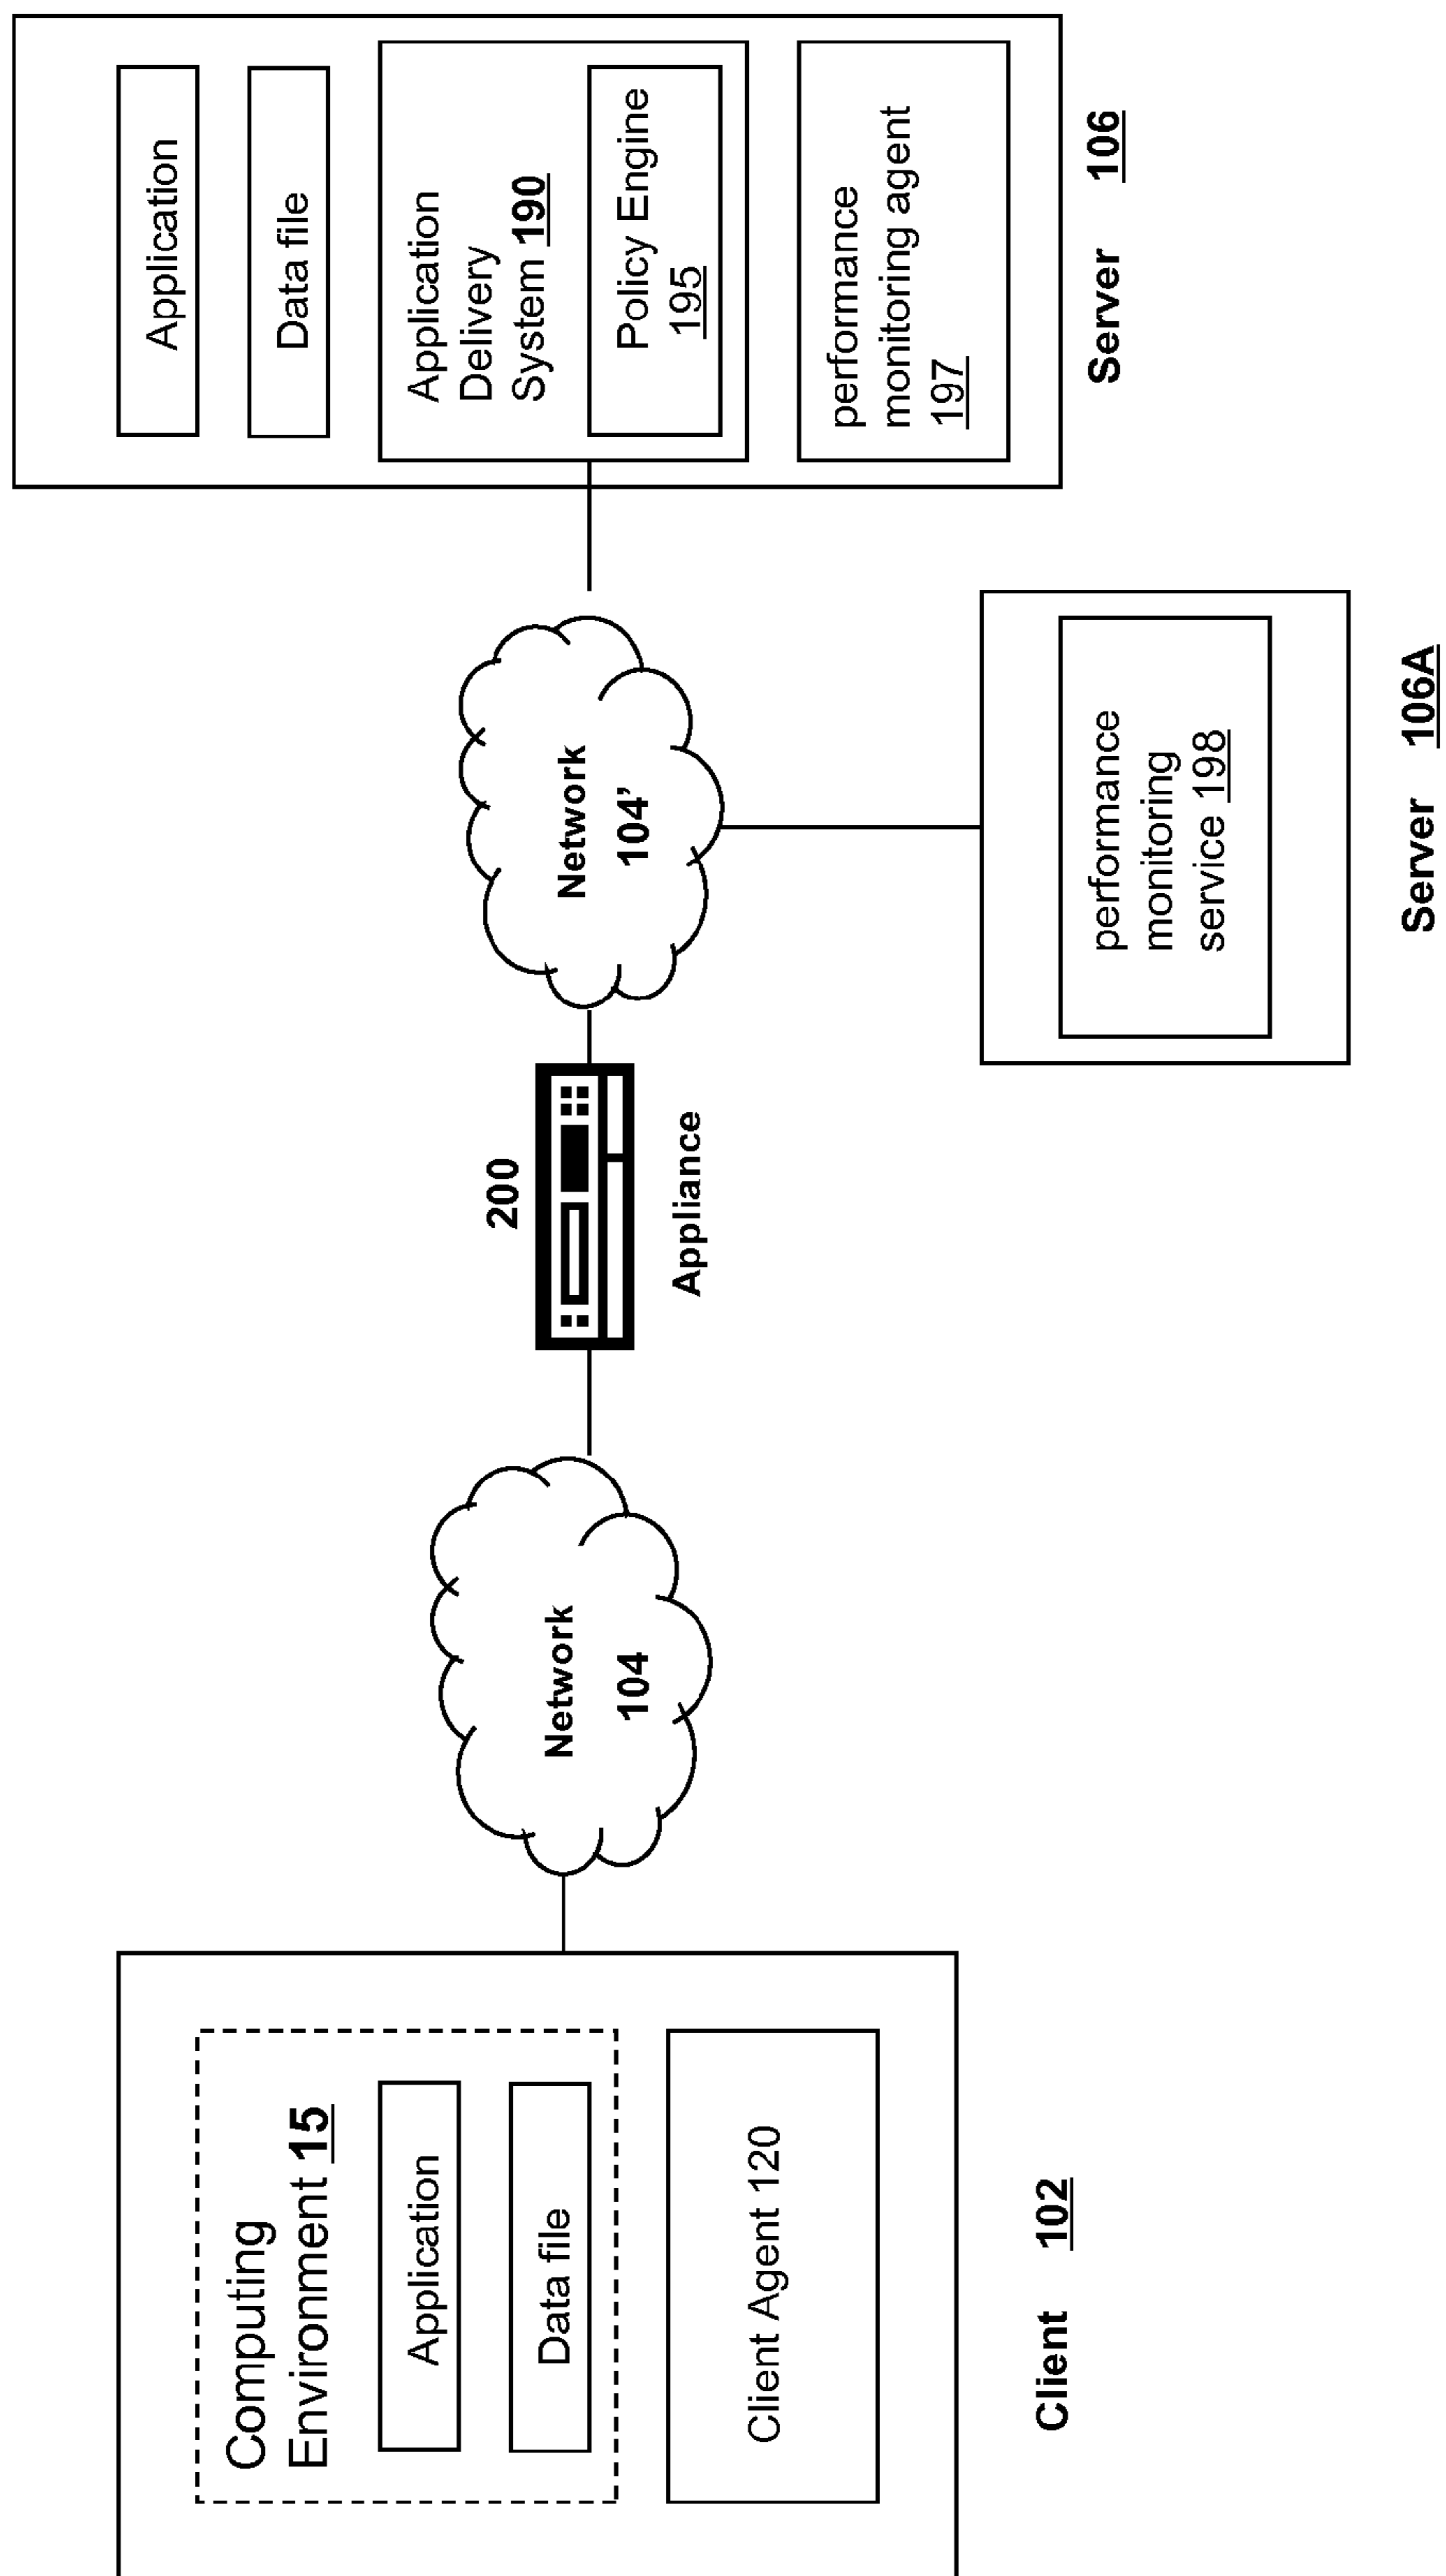 Computing
Environment 15
Application
Data file
Client Agent 120
Client 102
Network
104
200
Appliance
Network
104’
performance
monitoring
service 198
Server 106A
Application
Data file
Application
Delivery
System 190
Policy Engine
195
performance
monitoring agent
197
Server 106